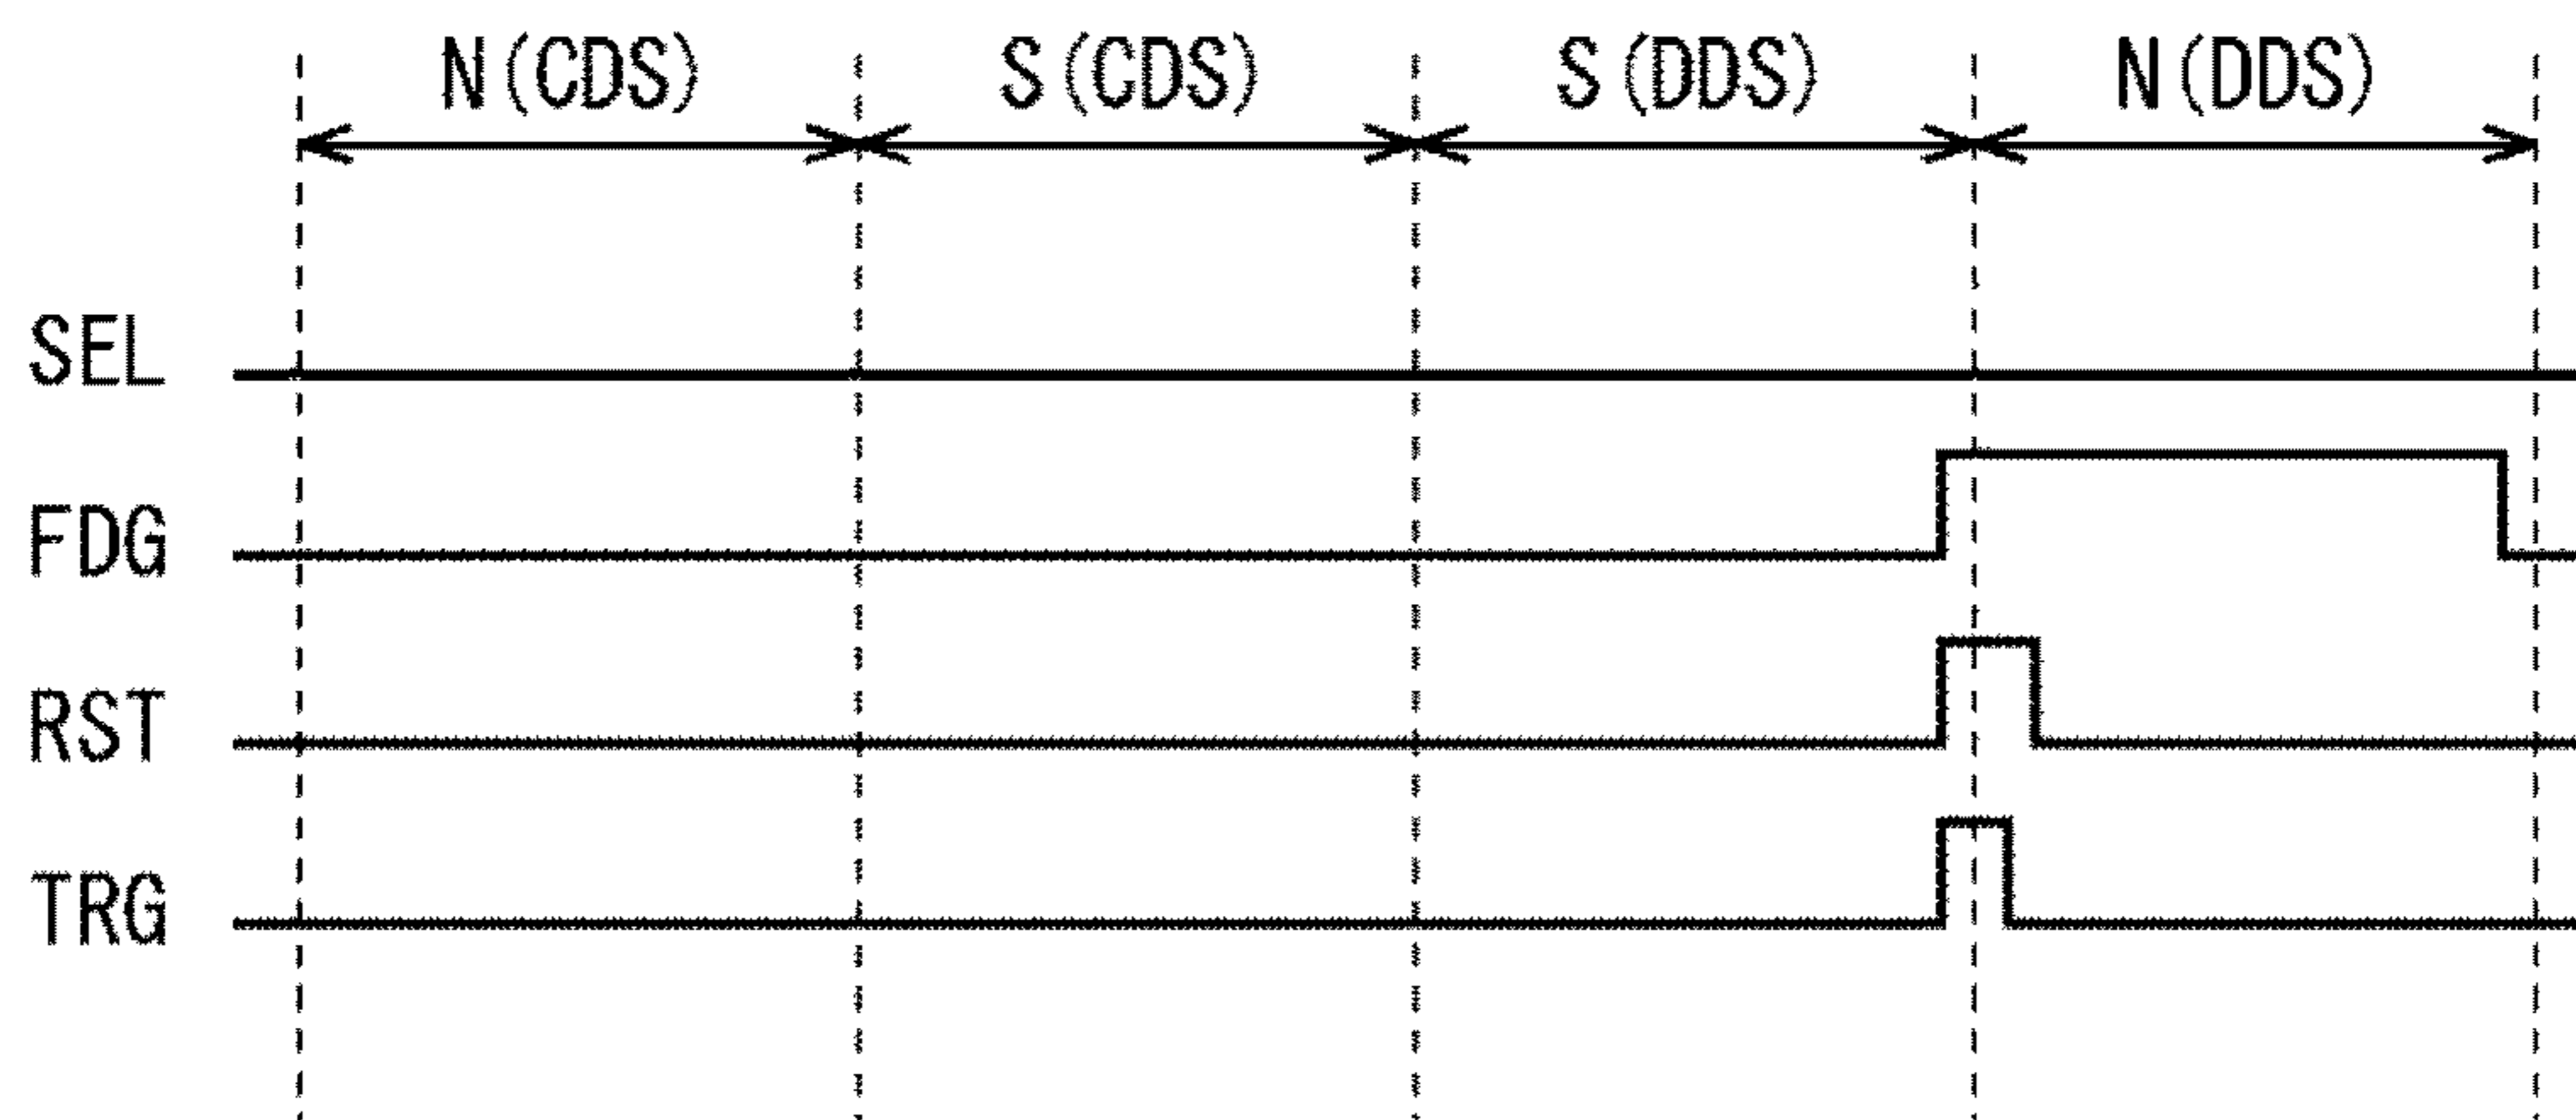 N(CDS) S(CDS) S(DDS) N(DDS)
SEL
FDG
RST
TRG